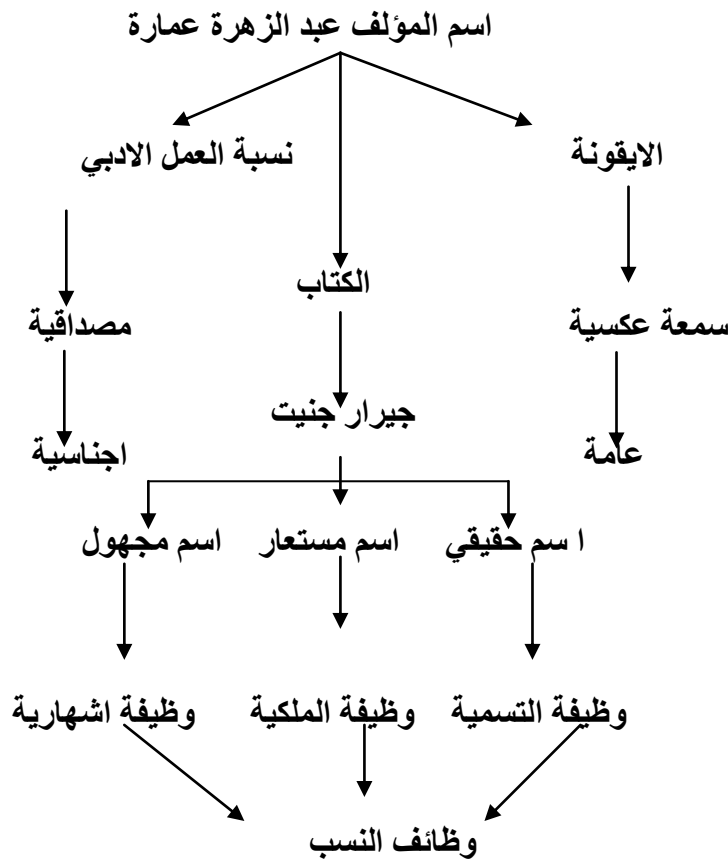 اسم المؤلف عبد الزهرة عمارة
الايقونة
نسبة العمل الادبي
الكتاب
سمعة عكسية
مصداقية
جيرار جنيت
عامة
اجناسية
ا سم حقيقي
اسم مستعار
اسم مجهول
وظيفة التسمية
وظيفة الملكية
وظيفة اشهارية
وظائف النسب